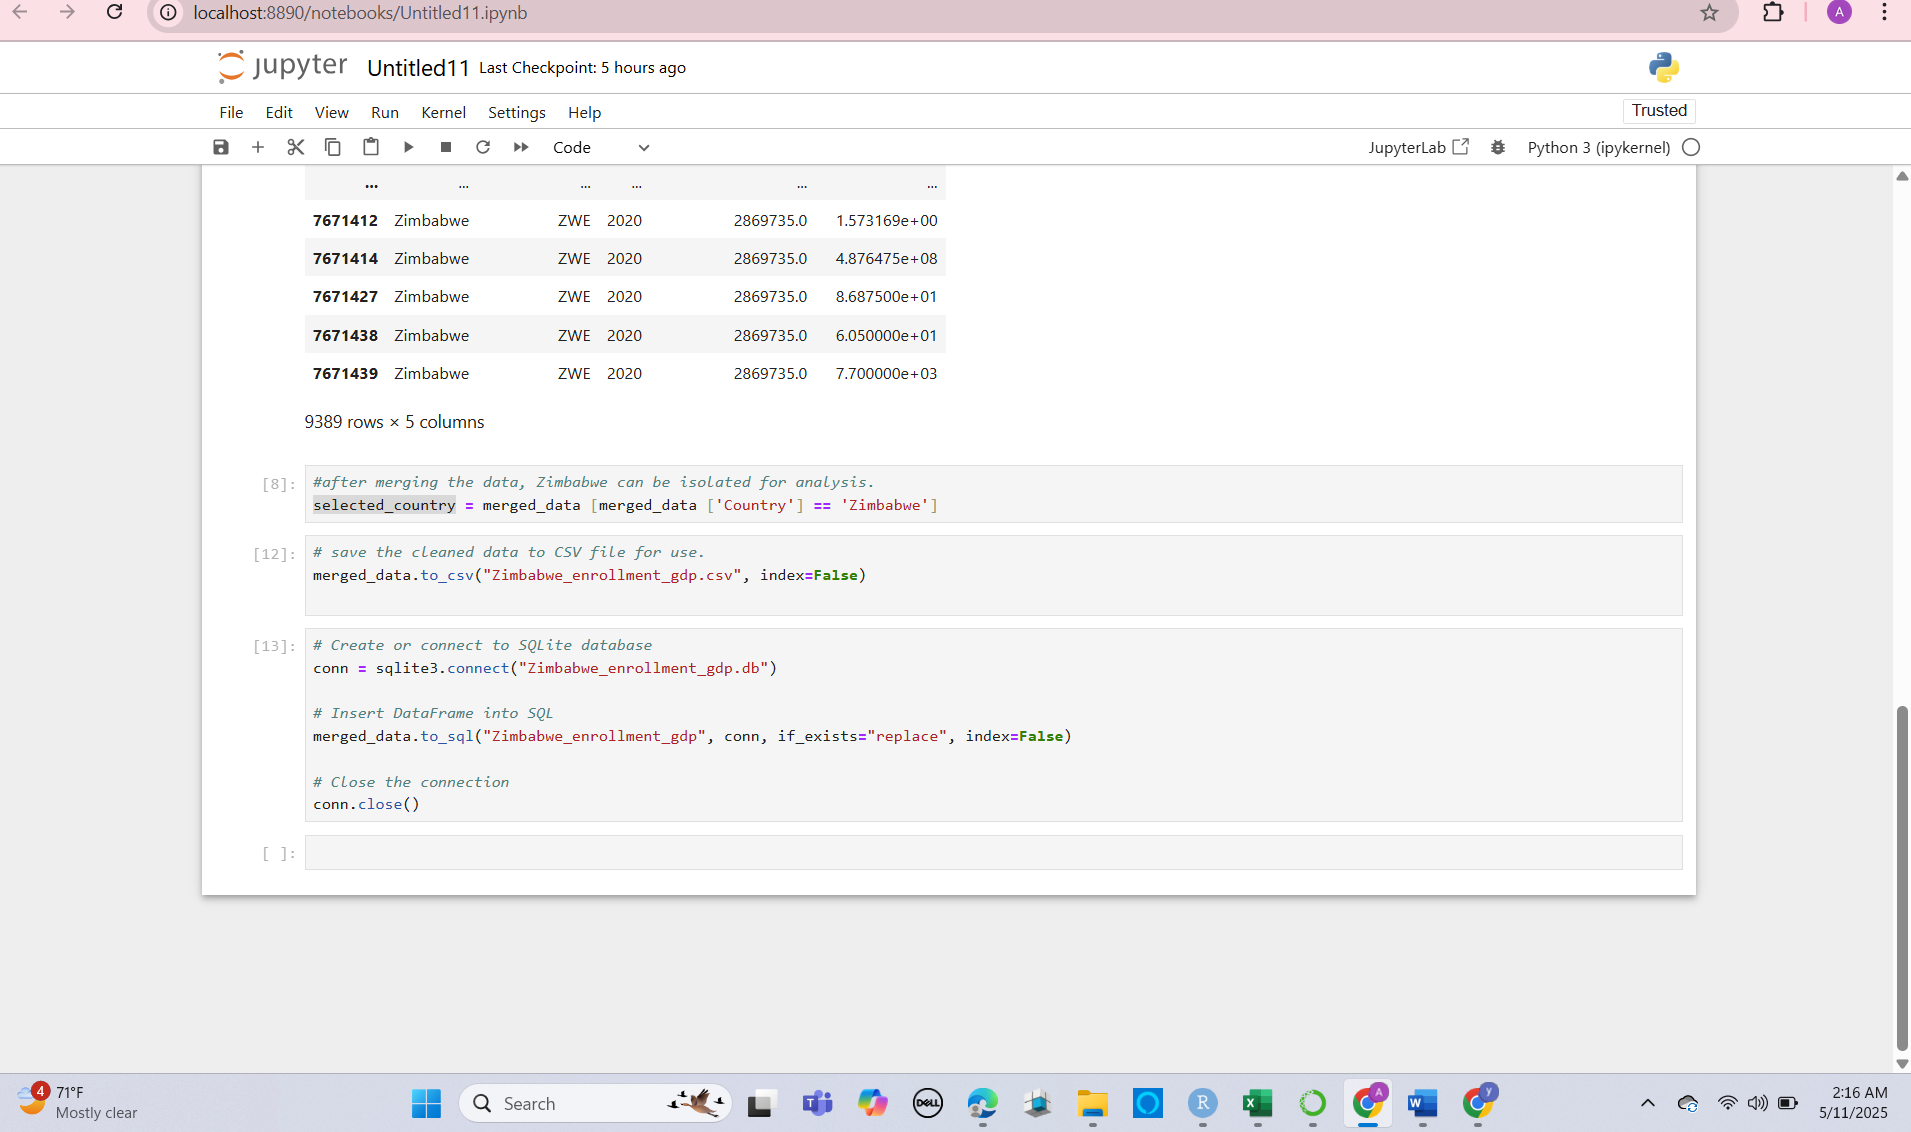 localhost:8890/notebooks/Untitled11.ipynb
A
jupyter Untitled11 Last Checkpoint: 5 hours ago
File Edit View Run Kernel Settings Help
Trusted
Code
JupyterLab
Python 3 (ipykernel)
... ... ... ... ... ...
7671412 Zimbabwe ZWE 2020 2869735.0 1.573169e+00
7671414 Zimbabwe ZWE 2020 2869735.0 4.876475e+08
7671427 Zimbabwe ZWE 2020 2869735.0 8.687500e+01
7671438 Zimbabwe ZWE 2020 2869735.0 6.050000e+01
7671439 Zimbabwe ZWE 2020 2869735.0 7.700000e+03
9389 rows × 5 columns
[8]: #after merging the data, Zimbabwe can be isolated for analysis.
selected_country = merged_data [merged_data ['Country'] == 'Zimbabwe']
[12]: # save the cleaned data to CSV file for use.
merged_data.to_csv("Zimbabwe_enrollment_gdp.csv", index=False)
[13]: # Create or connect to SQLite database
conn = sqlite3.connect("Zimbabwe_enrollment_gdp.db")
# Insert DataFrame into SQL
merged_data.to_sql("Zimbabwe_enrollment_gdp", conn, if_exists="replace", index=False)
# Close the connection
conn.close()
[ ]:
4
71°F
Mostly clear
Search
T
DELL
R
X
A
W
y
2:16 AM
5/11/2025